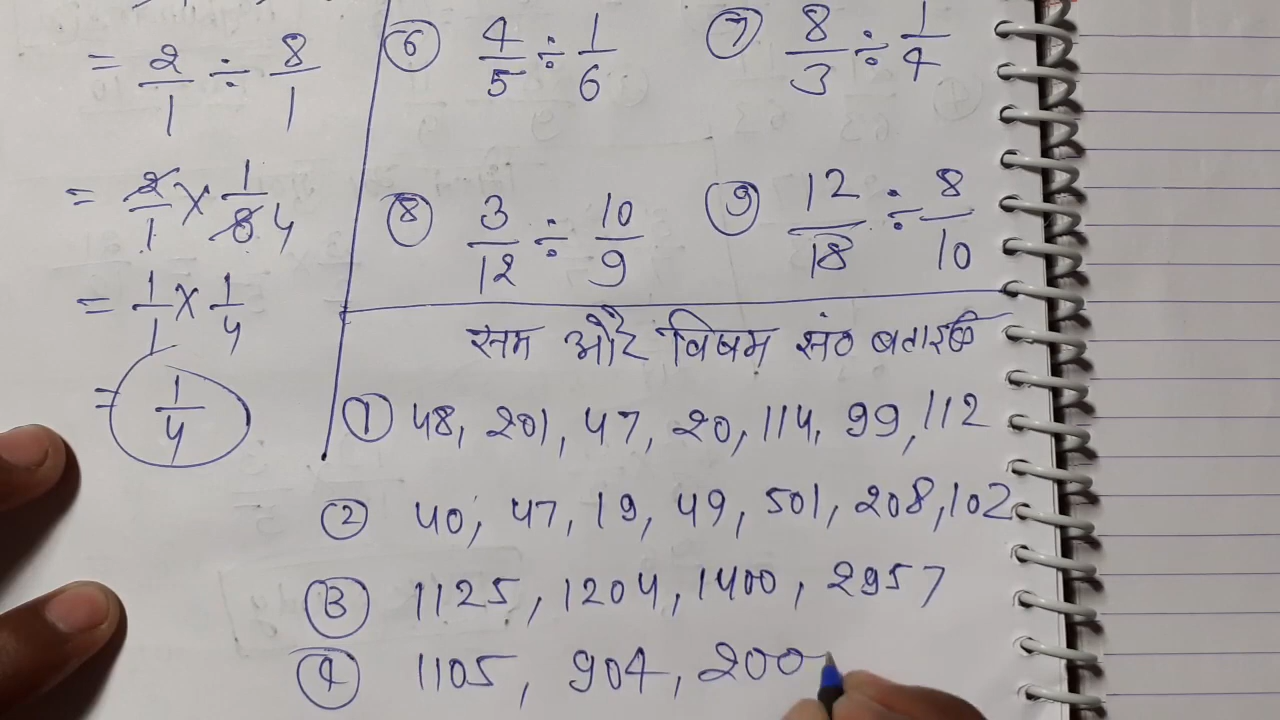 = 2/1 ÷ 8/1
= 2/1 × 1/8 4
= 1/1 × 1/4
= 1/4
6 4/5 ÷ 1/6
7 8/3 ÷ 1/4
8 3/12 ÷ 10/9
9 12/18 ÷ 8/10
सम और विषम सं०
1 48, 201, 47, 20, 114, 99, 112
2 40, 47, 19, 49, 501, 208, 102
3 1125, 1204, 1400, 2957
4 1105, 904, 200